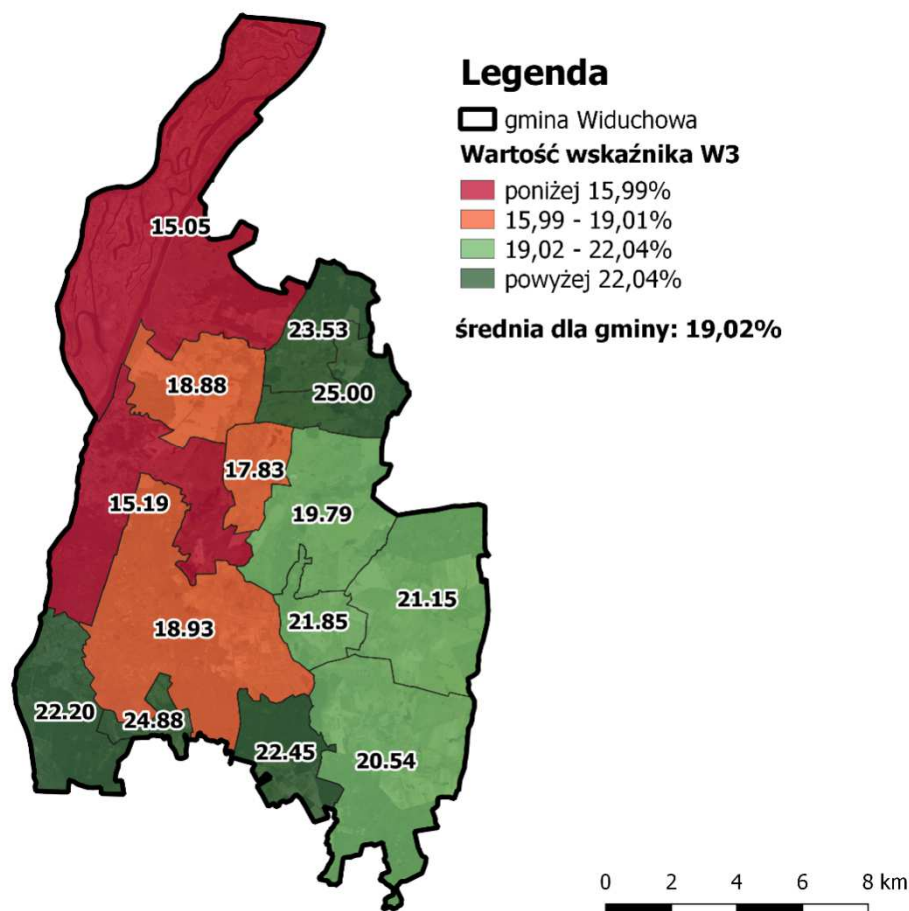 Legenda
gmina Widuchowa
Wartość wskaźnika W3
poniżej 15,99%
15,99 - 19,01%
19,02 - 22,04%
powyżej 22,04%
średnia dla gminy: 19,02%
15.05
23.53
18.88
25.00
17.83
15.19
19.79
21.15
21.85
18.93
22.20
24.88
22.45
20.54
0 2 4 6 8 km